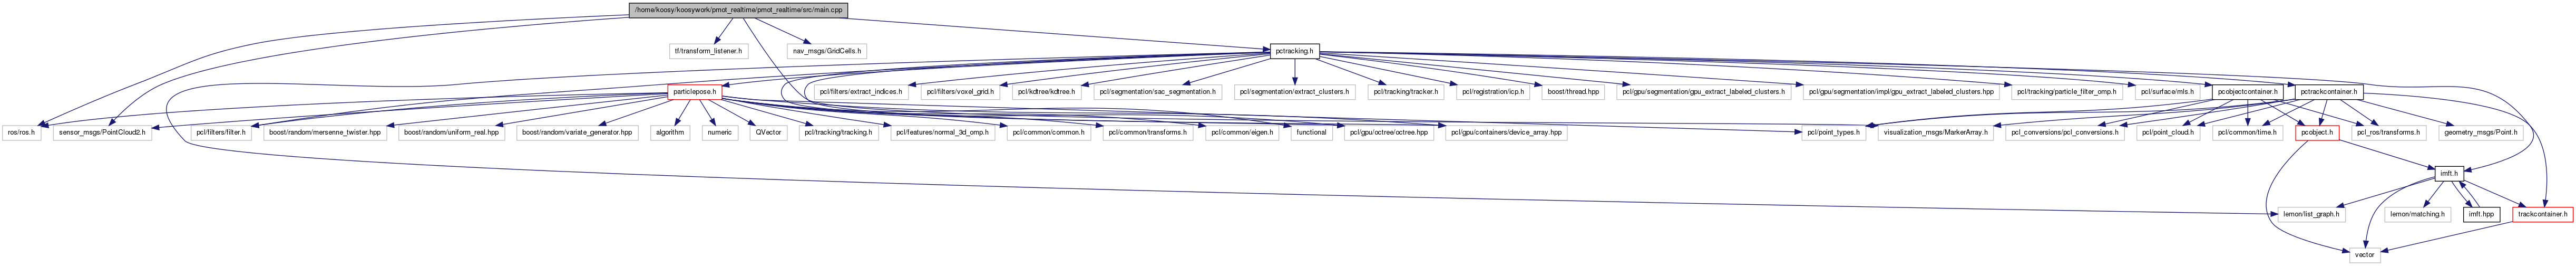 /home/koosy/koosywork/pmot_realtime/pmot_realtime/src/main.cpp
tf/transform_listener.h
nav_msgs/GridCells.h
pctracking.h
particlepose.h
pcl/filters/extract_indices.h
pcl/filters/voxel_grid.h
pcl/kdtree/kdtree.h
pcl/segmentation/sac_segmentation.h
pcl/segmentation/extract_clusters.h
pcl/tracking/tracker.h
pcl/registration/icp.h
boost/thread.hpp
pcl/gpu/segmentation/gpu_extract_labeled_clusters.h
pcl/gpu/segmentation/impl/gpu_extract_labeled_clusters.hpp
pcl/tracking/particle_filter_omp.h
pcl/surface/mls.h
pcobjectcontainer.h
pctrackcontainer.h
ros/ros.h
sensor_msgs/PointCloud2.h
pcl/filters/filter.h
boost/random/mersenne_twister.hpp
boost/random/uniform_real.hpp
boost/random/variate_generator.hpp
algorithm
numeric
QVector
pcl/tracking/tracking.h
pcl/features/normal_3d_omp.h
pcl/common/common.h
pcl/common/transforms.h
pcl/common/eigen.h
functional
pcl/gpu/octree/octree.hpp
pcl/gpu/containers/device_array.hpp
pcl/point_types.h
visualization_msgs/MarkerArray.h
pcl_conversions/pcl_conversions.h
pcl/point_cloud.h
pcl/common/time.h
pcobject.h
pcl_ros/transforms.h
geometry_msgs/Point.h
imft.h
lemon/list_graph.h
lemon/matching.h
imft.hpp
trackcontainer.h
vector